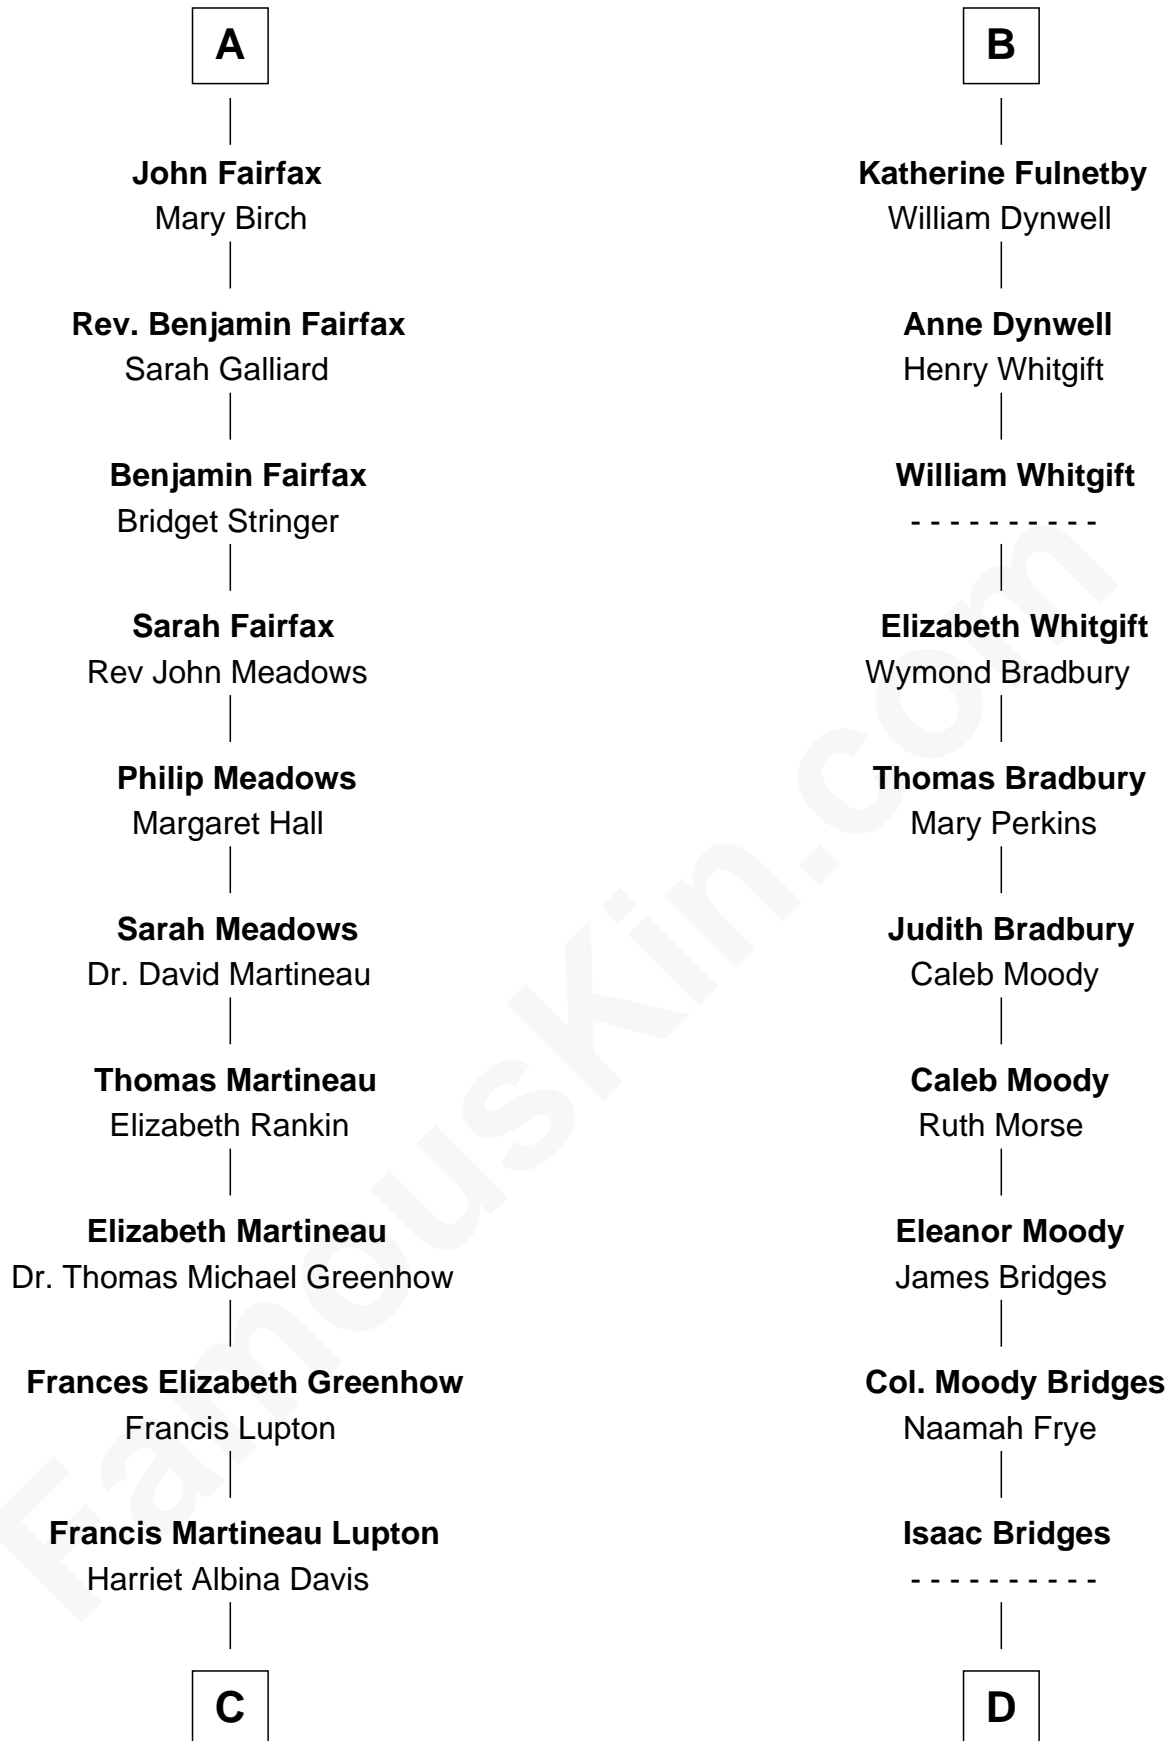 A
John Fairfax
Mary Birch
Rev. Benjamin Fairfax
Sarah Galliard
Benjamin Fairfax
Bridget Stringer
Sarah Fairfax
Rev John Meadows
Philip Meadows
Margaret Hall
Sarah Meadows
Dr. David Martineau
Thomas Martineau
Elizabeth Rankin
Elizabeth Martineau
Dr. Thomas Michael Greenhow
Frances Elizabeth Greenhow
Francis Lupton
Francis Martineau Lupton
Harriet Albina Davis
C
B
Katherine Fulnetby
William Dynwell
Anne Dynwell
Henry Whitgift
William Whitgift
- - - - - - - - - -
Elizabeth Whitgift
Wymond Bradbury
Thomas Bradbury
Mary Perkins
Judith Bradbury
Caleb Moody
Caleb Moody
Ruth Morse
Eleanor Moody
James Bridges
Col. Moody Bridges
Naamah Frye
Isaac Bridges
- - - - - - - - - -
D
FamousKin.com